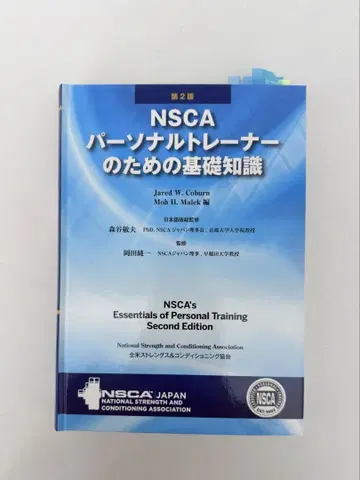 第2版
NSCA
パーソナルトレーナー
のための基礎知識
Jared W. Coburn
Moh H. Malek 編
日本語版総監修
森谷敏夫 PhD, NSCAジャパン理事長, 京都大学大学院教授
監修
岡田純一 NSCAジャパン理事, 早稲田大学教授
NSCA's
Essentials of Personal Training
Second Edition
National Strength and Conditioning Association
全米ストレングス&コンディショニング協会
NSCA JAPAN
NATIONAL STRENGTH AND
CONDITIONING ASSOCIATION
NSCA